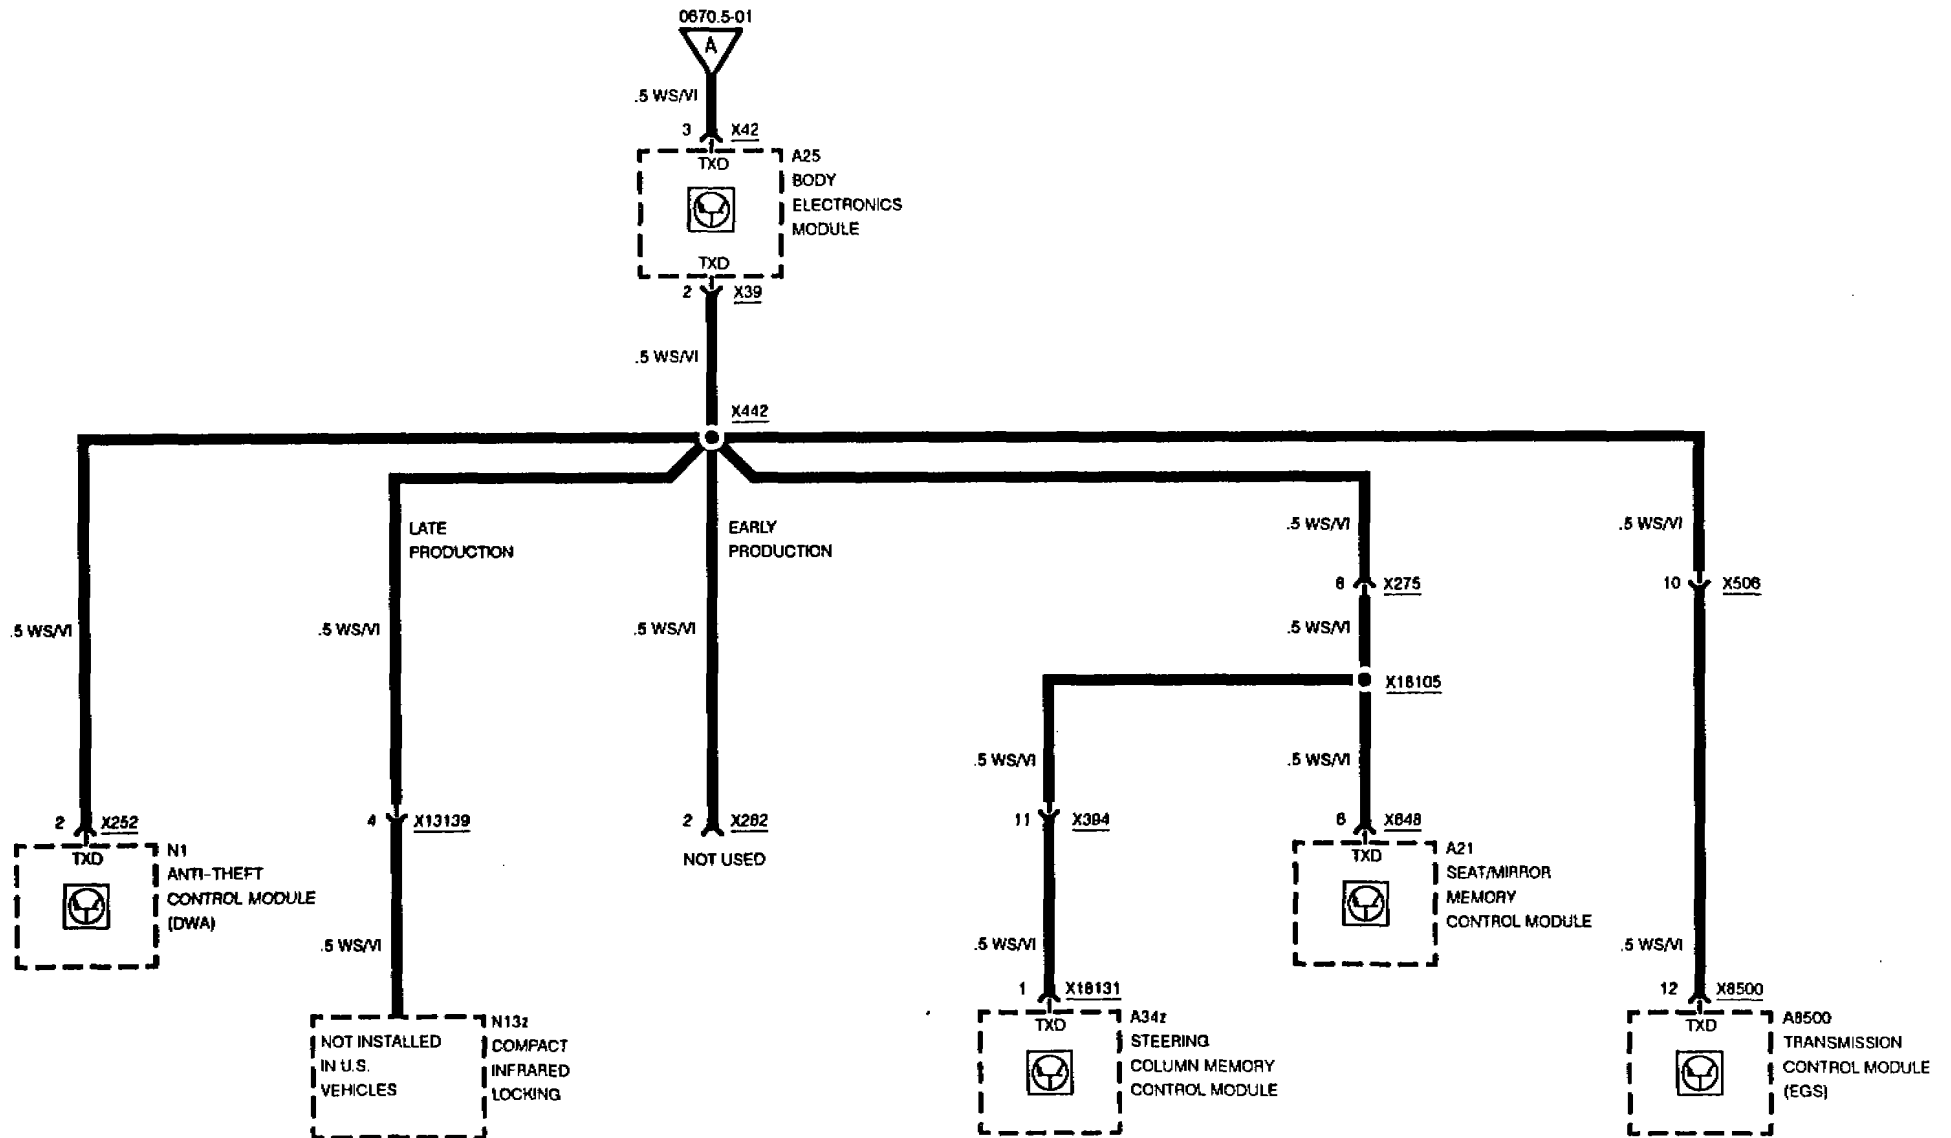 0670.5-01
A
.5 WS/VI
3 X42
TXD
A25
BODY
ELECTRONICS
MODULE
TXD
2 X39
.5 WS/VI
X442
LATE
PRODUCTION
EARLY
PRODUCTION
.5 WS/VI
.5 WS/VI
6 X275
10 X506
.5 WS/VI
.5 WS/VI
.5 WS/VI
.5 WS/VI
X18105
.5 WS/VI
.5 WS/VI
2 X252
4 X13139
2 X282
11 X394
6 X648
NOT USED
TXD
N1
ANTI-THEFT
CONTROL MODULE
(DWA)
TXD
A21
SEAT/MIRROR
MEMORY
CONTROL MODULE
.5 WS/VI
.5 WS/VI
.5 WS/VI
1 X18131
12 X8500
NOT INSTALLED
IN U.S.
VEHICLES
N13z
COMPACT
INFRARED
LOCKING
TXD
A34z
STEERING
COLUMN MEMORY
CONTROL MODULE
TXD
A8500
TRANSMISSION
CONTROL MODULE
(EGS)